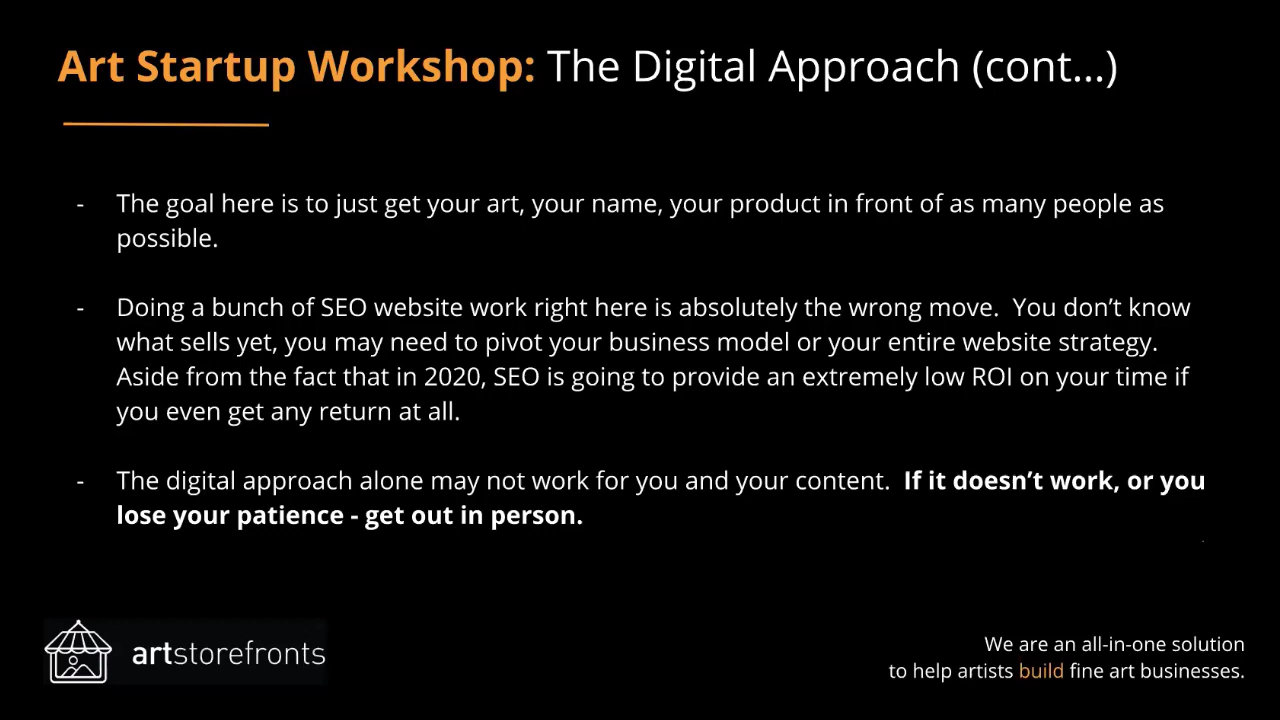 Art Startup Workshop: The Digital Approach (cont...)
- The goal here is to just get your art, your name, your product in front of as many people as
possible.
- Doing a bunch of SEO website work right here is absolutely the wrong move.  You don’t know
what sells yet, you may need to pivot your business model or your entire website strategy.
Aside from the fact that in 2020, SEO is going to provide an extremely low ROI on your time if
you even get any return at all.
- The digital approach alone may not work for you and your content.  If it doesn’t work, or you
lose your patience - get out in person.
artstorefronts
We are an all-in-one solution
to help artists build fine art businesses.